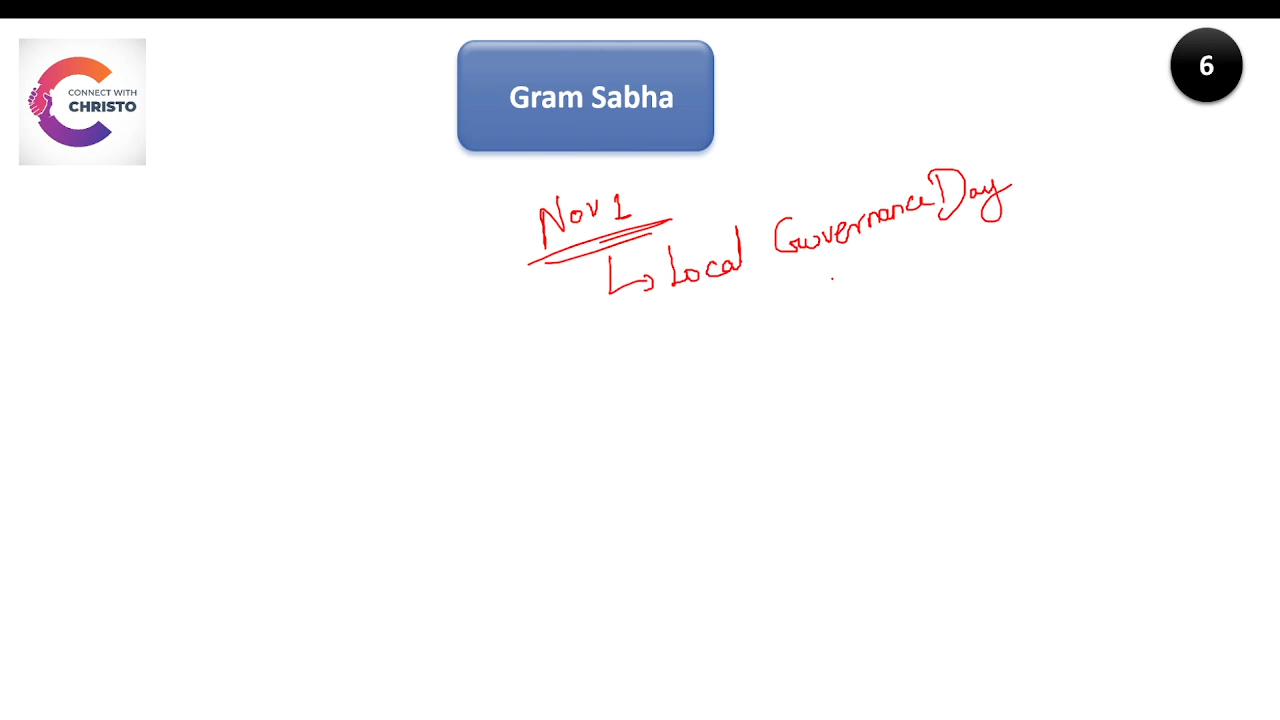 CONNECT WITH
CHRISTO
Gram Sabha
6
Nov 1
Local Governance Day